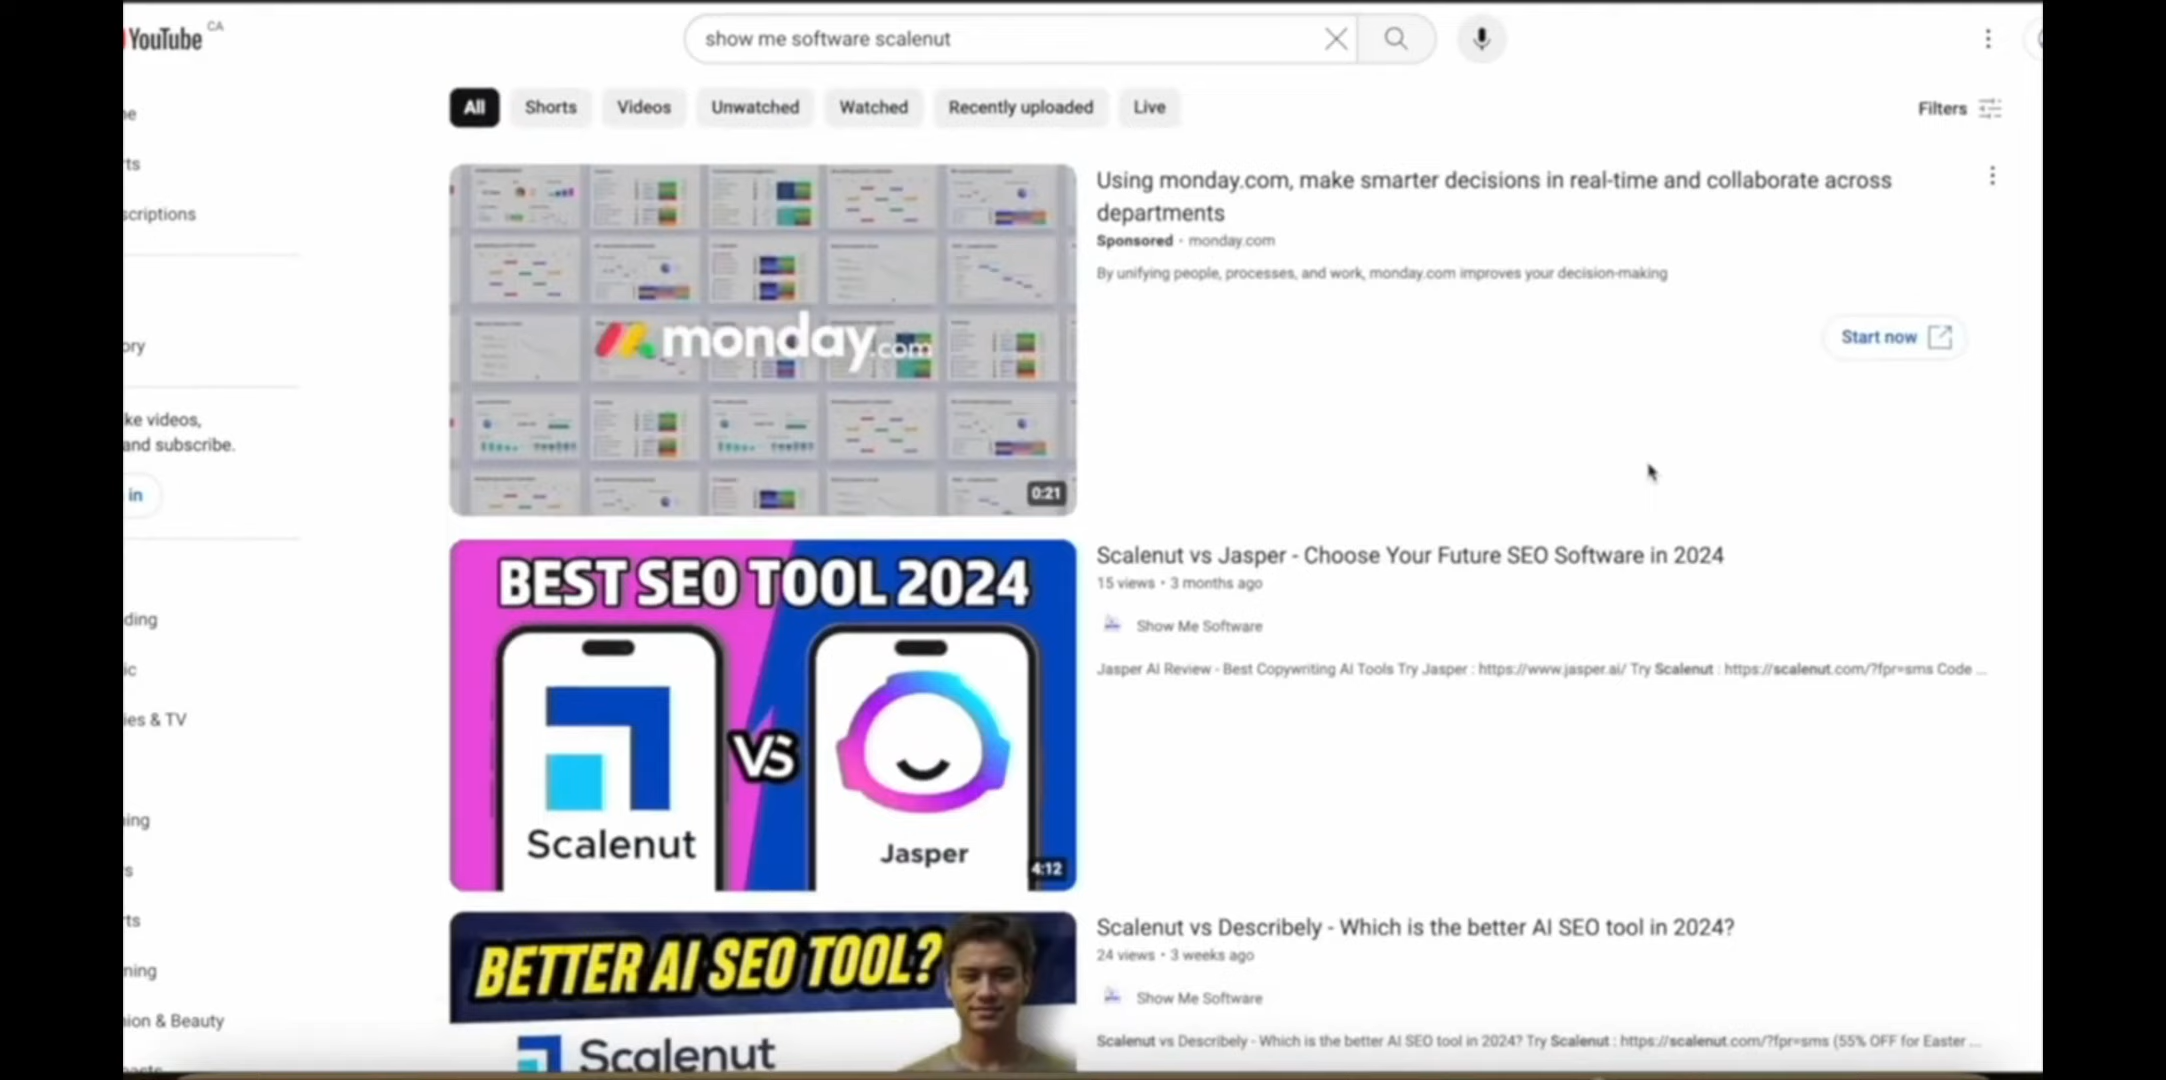 YouTube CA
show me software scalenut
All
Shorts
Videos
Unwatched
Watched
Recently uploaded
Live
Filters
scriptions
ory
ke videos,
and subscribe.
in
ding
ic
ies & TV
ing
rts
ning
ion & Beauty
monday.com
0:21
Using monday.com, make smarter decisions in real-time and collaborate across
departments
Sponsored · monday.com
By unifying people, processes, and work, monday.com improves your decision-making
Start now
BEST SEO TOOL 2024
VS
Scalenut
Jasper
4:12
Scalenut vs Jasper - Choose Your Future SEO Software in 2024
15 views • 3 months ago
Show Me Software
Jasper AI Review - Best Copywriting AI Tools Try Jasper : https://www.jasper.ai/ Try Scalenut : https://scalenut.com/?fpr=sms Code ...
BETTER AI SEO TOOL?
Scalenut
Scalenut vs Describely - Which is the better AI SEO tool in 2024?
24 views • 3 weeks ago
Show Me Software
Scalenut vs Describely - Which is the better AI SEO tool in 2024? Try Scalenut : https://scalenut.com/?fpr=sms (55% OFF for Easter ...